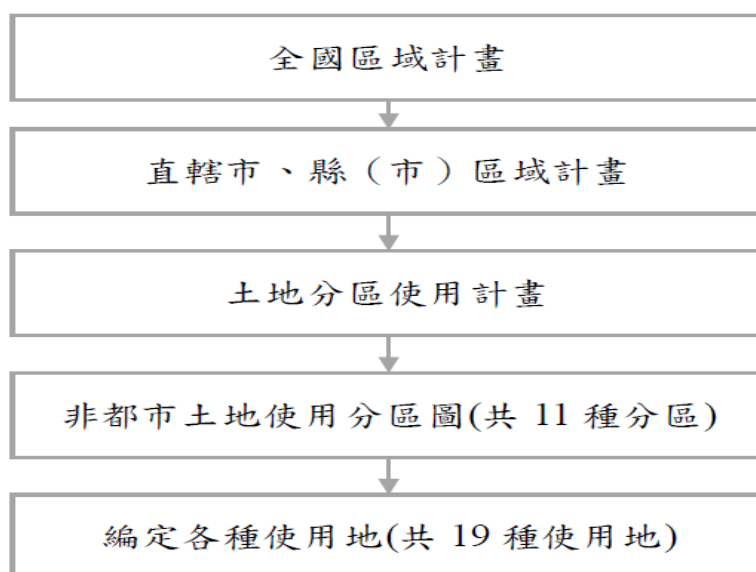 全國區域計畫
直轄市、縣（市）區域計畫
土地分區使用計畫
非都市土地使用分區圖(共 11 種分區)
編定各種使用地(共 19 種使用地)